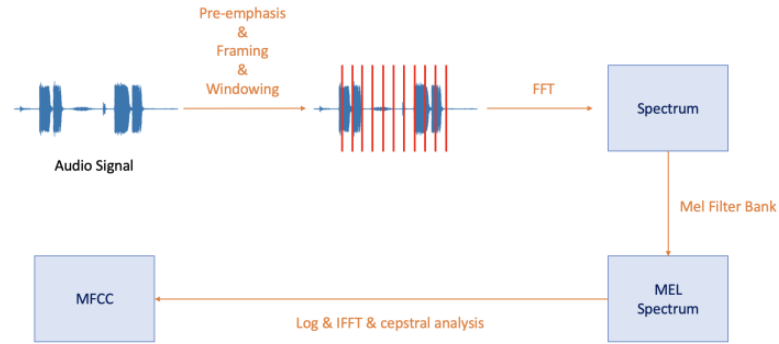 Pre-emphasis
&
Framing
&
Windowing
FFT
Spectrum
Audio Signal
Mel Filter Bank
MFCC
MEL
Spectrum
Log & IFFT & cepstral analysis